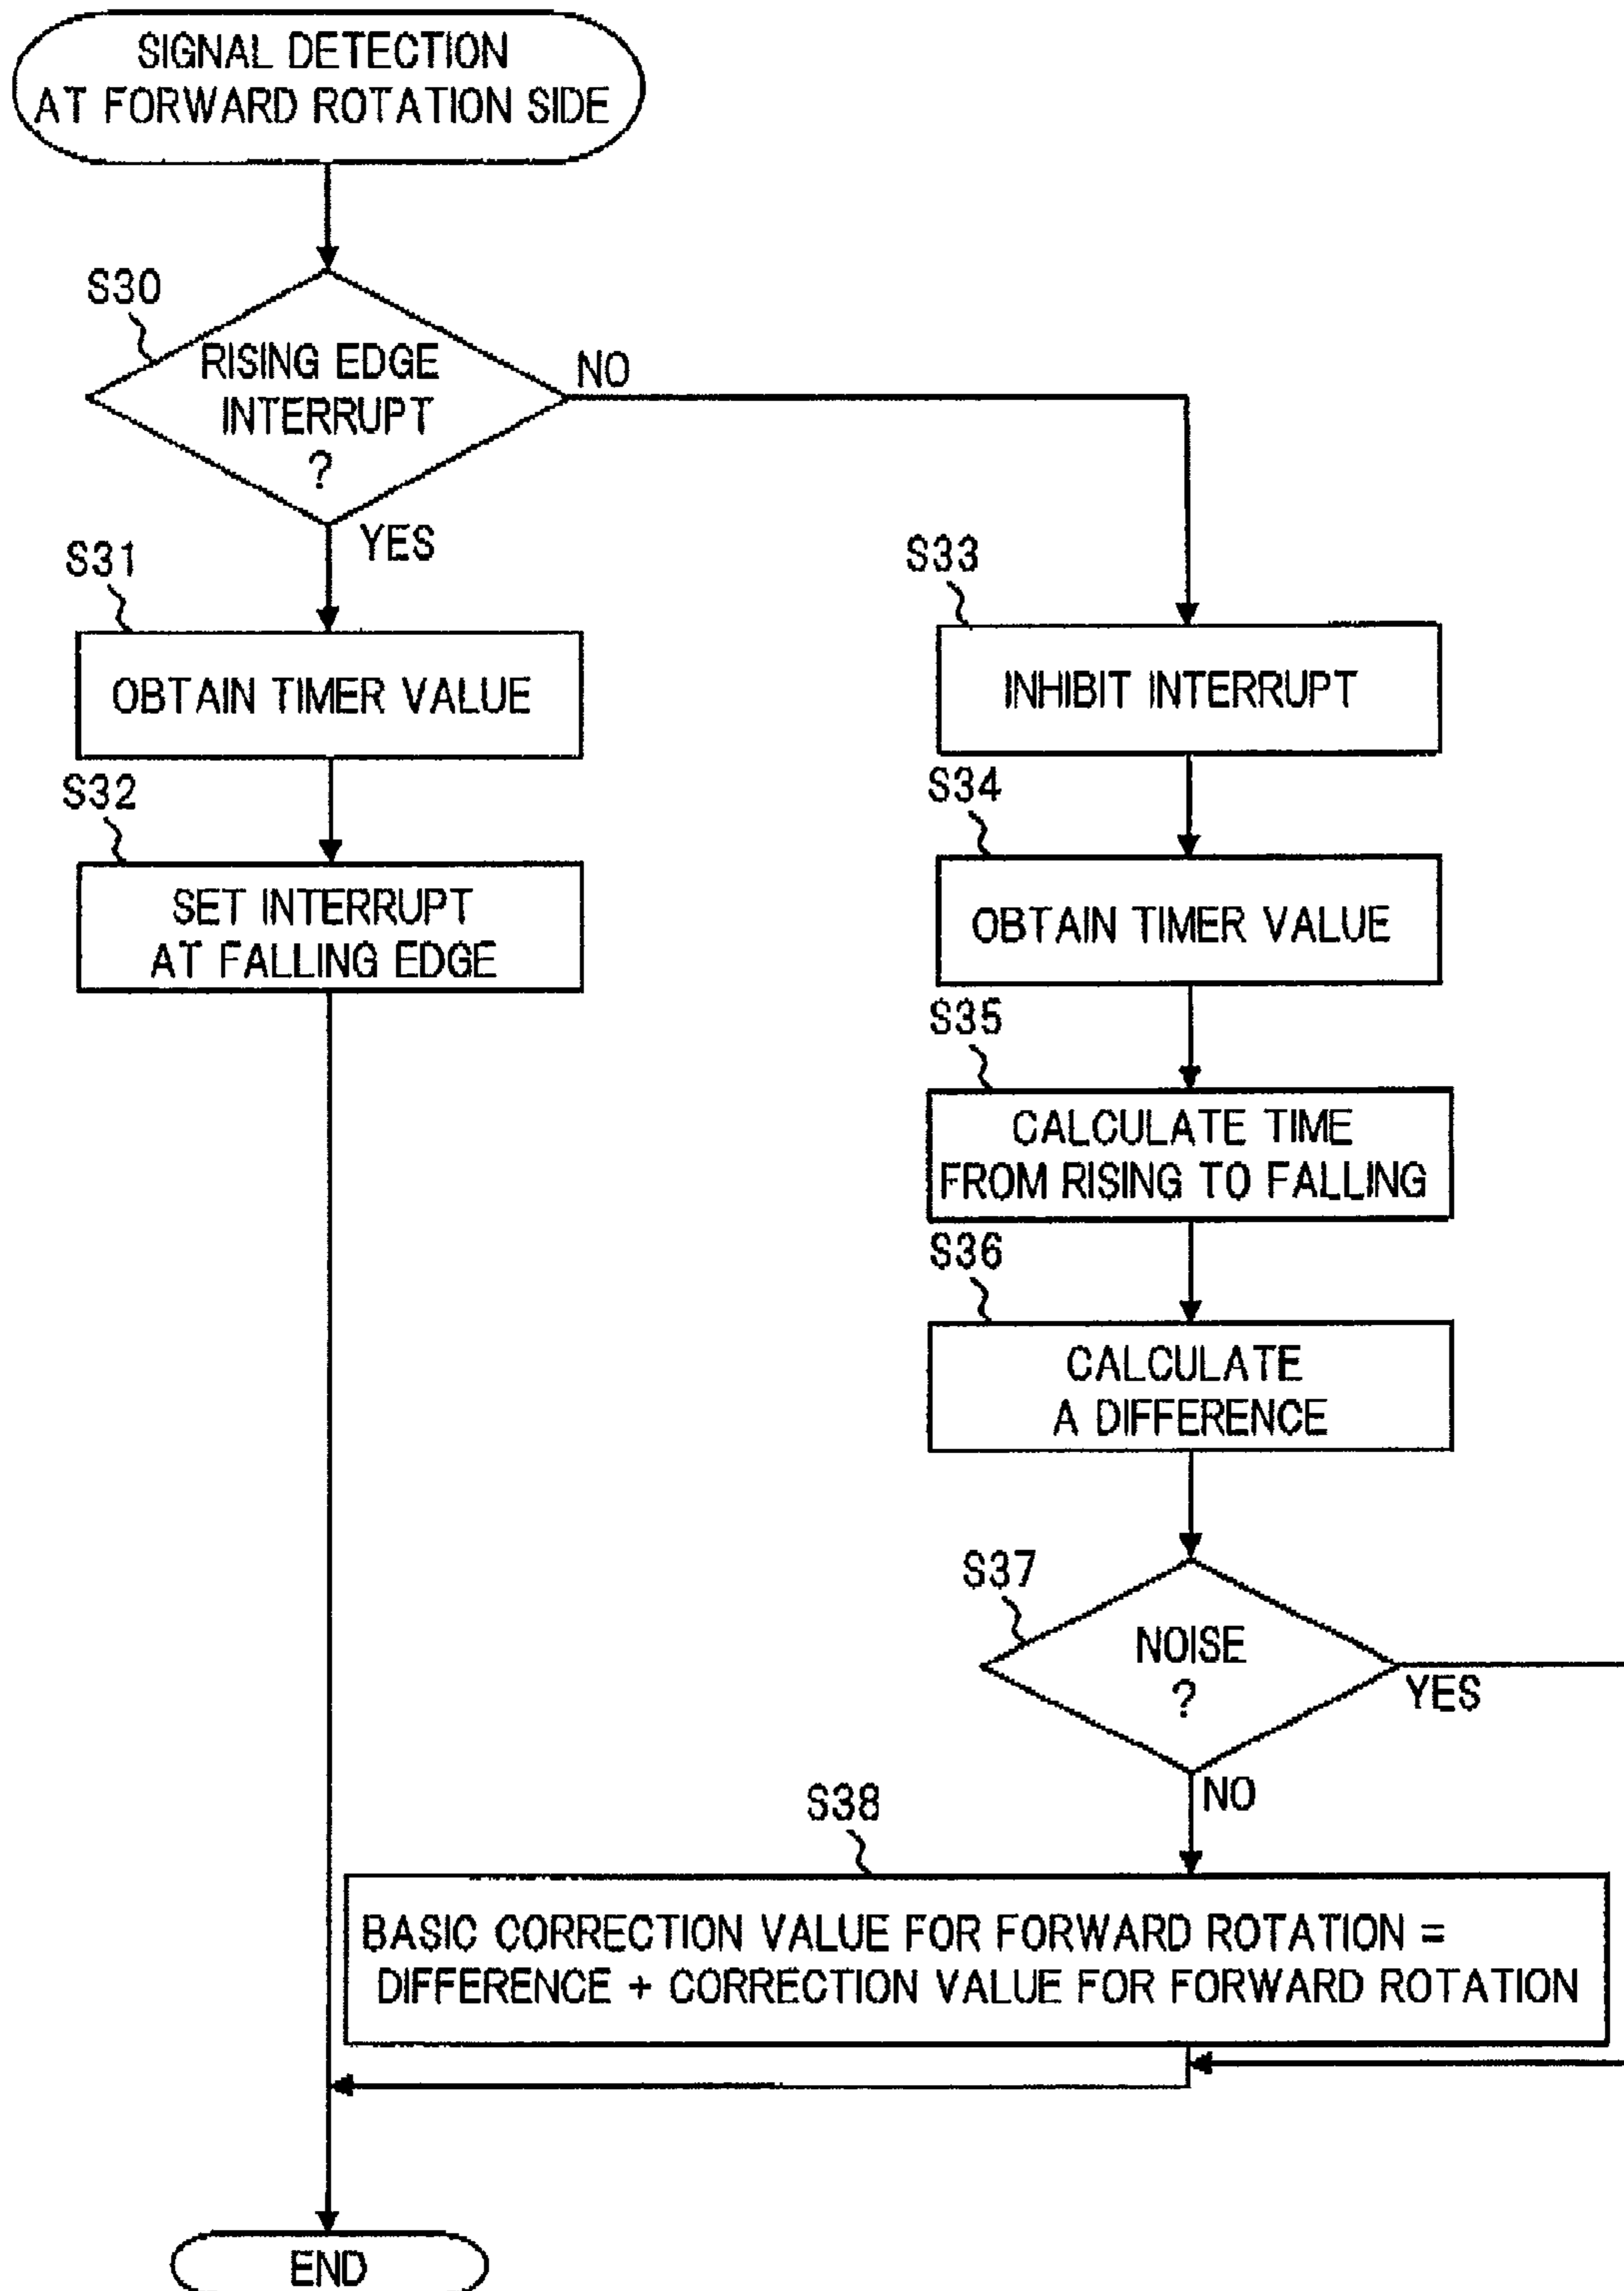 SIGNAL DETECTION
AT FORWARD ROTATION SIDE
S30
RISING EDGE
INTERRUPT
?
NO
YES
S31
OBTAIN TIMER VALUE
S32
SET INTERRUPT
AT FALLING EDGE
S33
INHIBIT INTERRUPT
S34
OBTAIN TIMER VALUE
S35
CALCULATE TIME
FROM RISING TO FALLING
S36
CALCULATE
A DIFFERENCE
S37
NOISE
?
YES
NO
S38
BASIC CORRECTION VALUE FOR FORWARD ROTATION =
DIFFERENCE + CORRECTION VALUE FOR FORWARD ROTATION
END